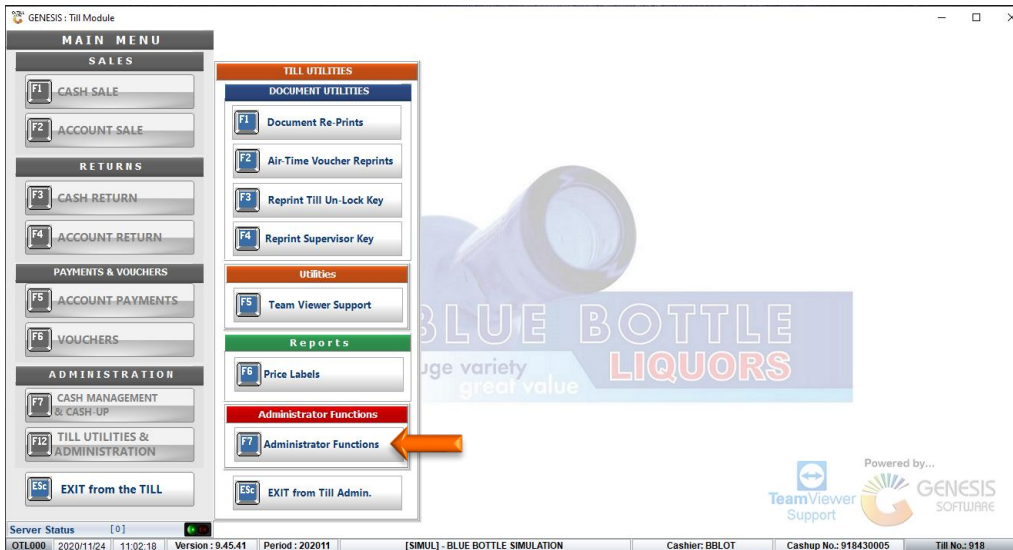 GENESIS : Till Module
MAIN MENU
SALES
F1 CASH SALE
F2 ACCOUNT SALE
RETURNS
F3 CASH RETURN
F4 ACCOUNT RETURN
PAYMENTS & VOUCHERS
F5 ACCOUNT PAYMENTS
F6 VOUCHERS
ADMINISTRATION
F7 CASH MANAGEMENT
& CASH-UP
F12 TILL UTILITIES &
ADMINISTRATION
ESc EXIT from the TILL
TILL UTILITIES
DOCUMENT UTILITIES
F1 Document Re-Prints
F2 Air-Time Voucher Reprints
F3 Reprint Till Un-Lock Key
F4 Reprint Supervisor Key
Utilities
F5 Team Viewer Support
Reports
F6 Price Labels
Administrator Functions
F7 Administrator Functions
ESc EXIT from Till Admin.
BLUE BOTTLE
LIQUORS
uge variety
great value
TeamViewer
Support
Powered by...
GENESIS
SOFTWARE
Server Status [0]
OTL000 2020/11/24 11:02:18 Version : 9.45.41 Period : 202011 [SIMUL] - BLUE BOTTLE SIMULATION Cashier: BBLOT Cashup No.: 918430005 Till No.: 918